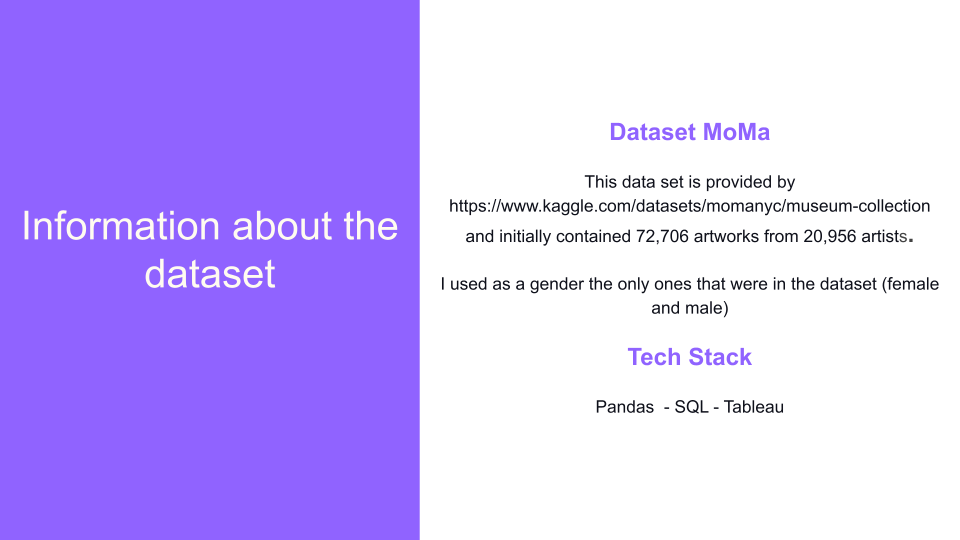 Information about the
dataset
Dataset MoMa
This data set is provided by
https://www.kaggle.com/datasets/momanyc/museum-collection
and initially contained 72,706 artworks from 20,956 artists.
I used as a gender the only ones that were in the dataset (female
and male)
Tech Stack
Pandas  - SQL - Tableau